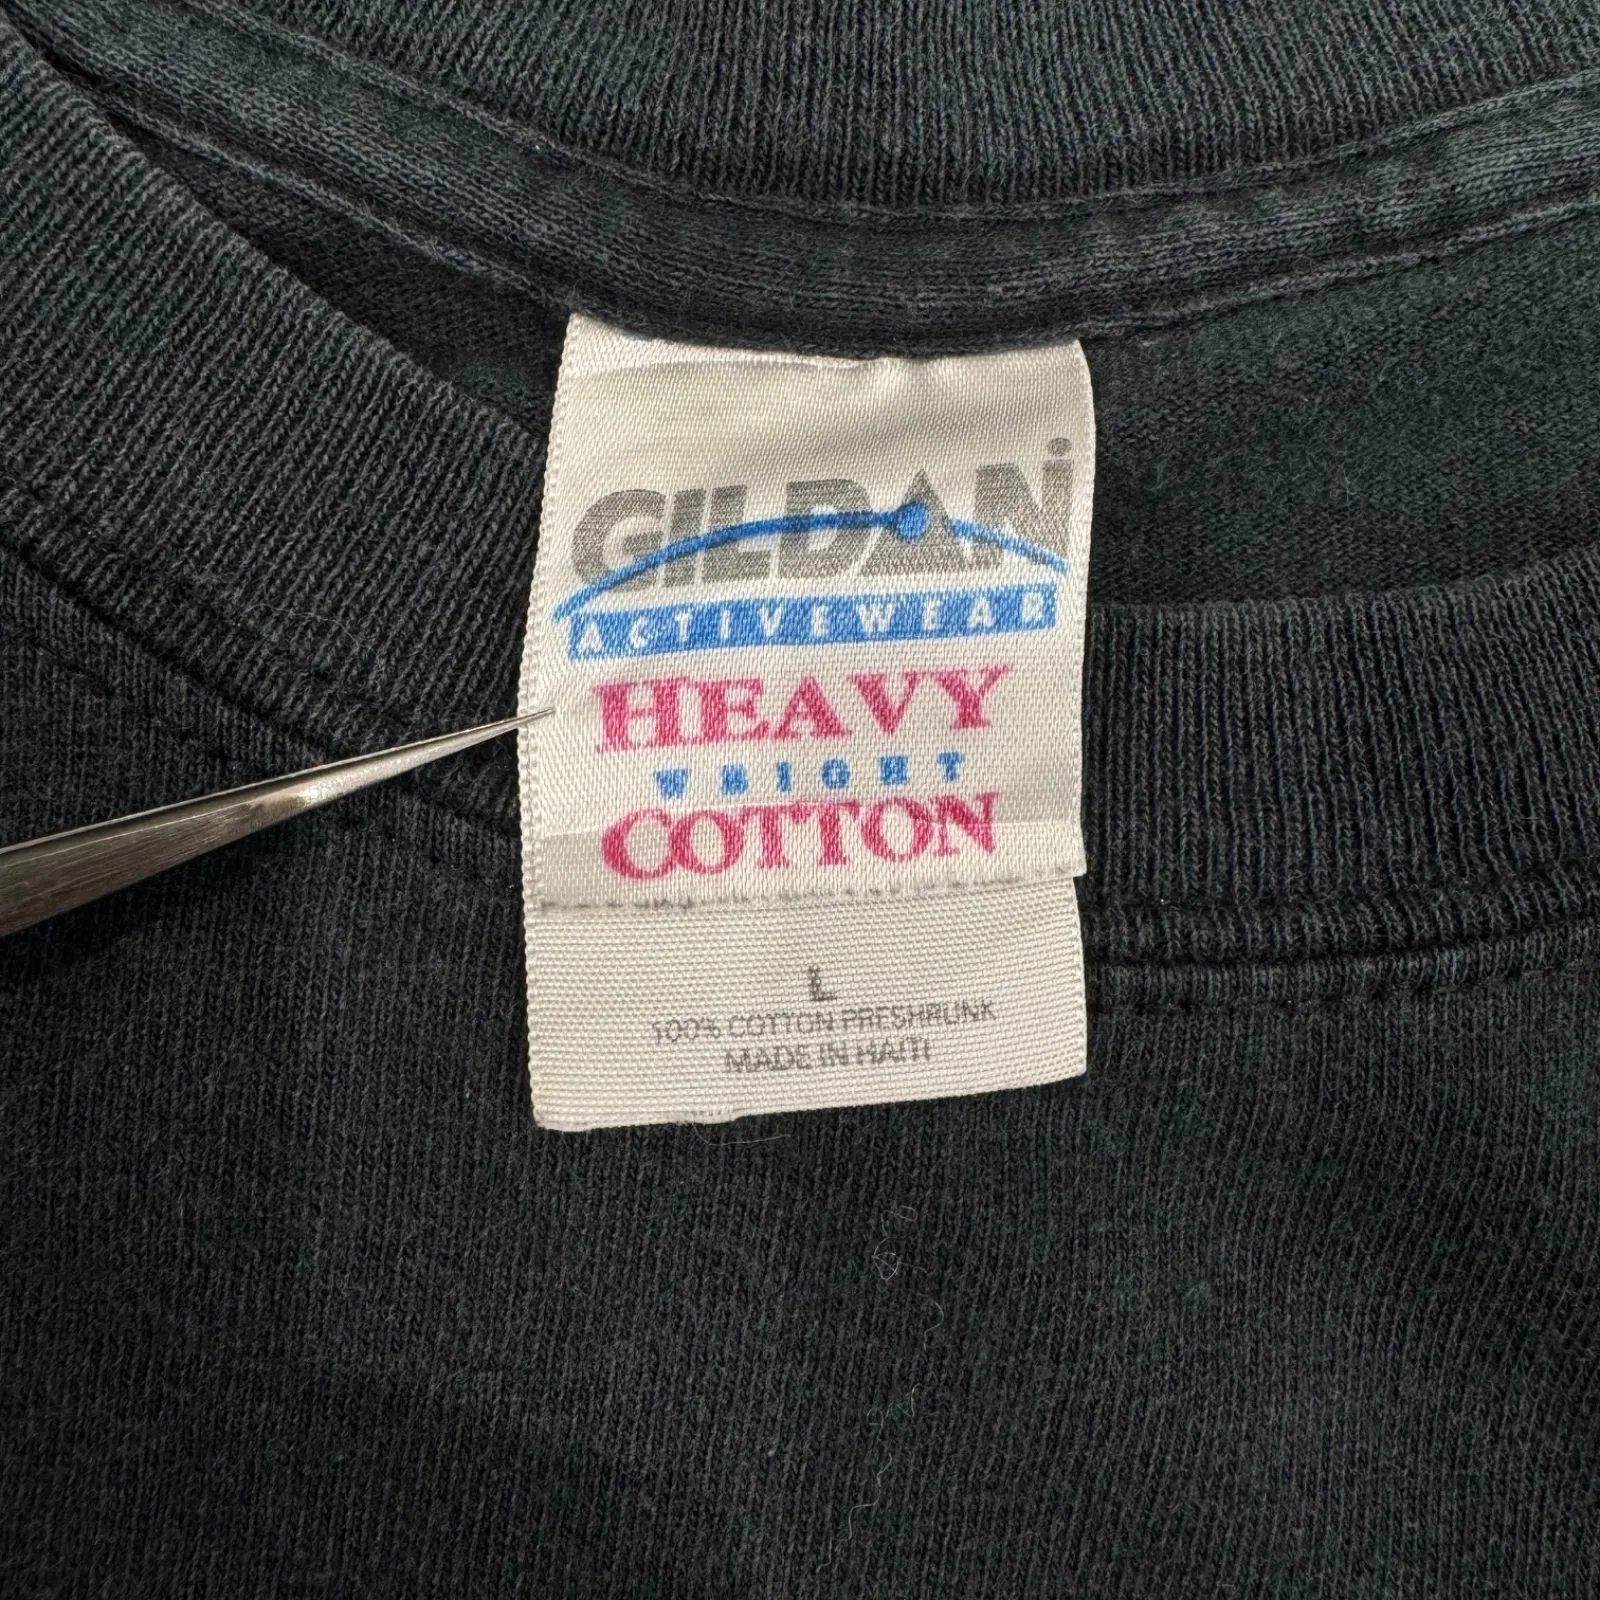 GILDAN®
ACTIVEWEAR
HEAVY
WEIGHT
COTTON
L
100% COTTON PRESHRUNK
MADE IN HAITI